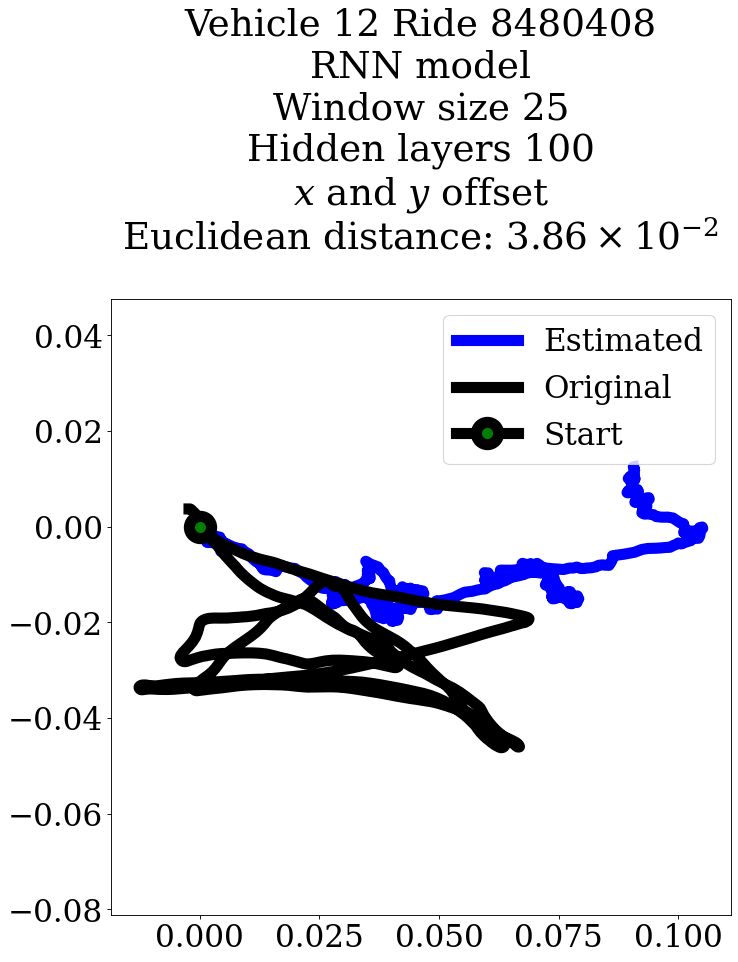 Vehicle 12 Ride 8480408
RNN model
Window size 25
Hidden layers 100
x and y offset
Euclidean distance: 3.86 × 10⁻²
Estimated
Original
Start
0.04
0.02
0.00
−0.02
−0.04
−0.06
−0.08
0.000 0.025 0.050 0.075 0.100